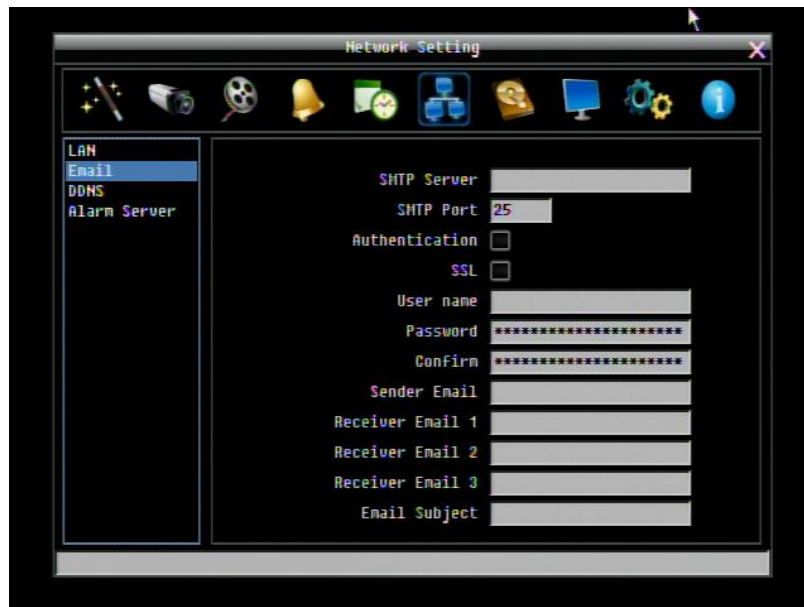 Network Setting
X
LAN
Email
DDNS
Alarm Server
SMTP Server
SMTP Port 25
Authentication
SSL
User name
Password **********************
Confirm **********************
Sender Email
Receiver Email 1
Receiver Email 2
Receiver Email 3
Email Subject